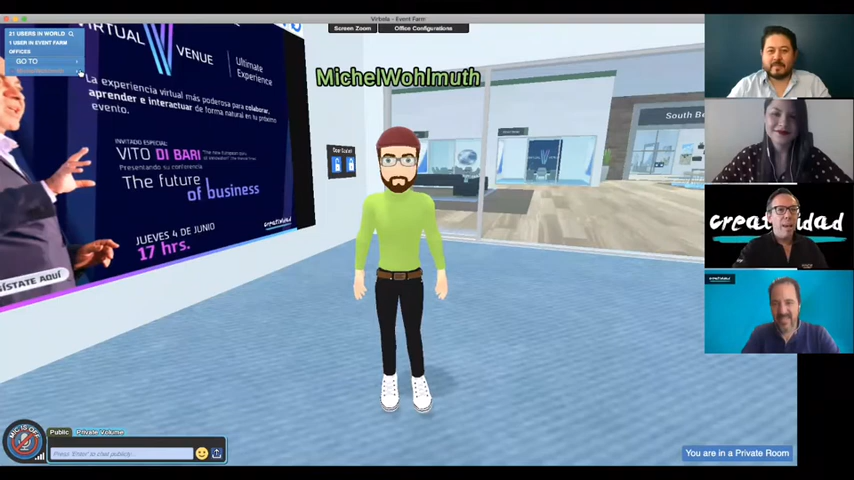 Virbela - Event Farm
21 USERS IN WORLD
1 USER IN EVENT FARM
OFFICES
GO TO
Screen Zoom
Office Configurations
VIRTUAL
VENUE
Ultimate
Experience
La experiencia virtual más poderosa para colaborar,
aprender e interactuar de forma natural en tu próximo
evento.
INVITADO ESPECIAL:
VITO DI BARI
Presentando su conferencia
The future
of business
JUEVES 4 DE JUNIO
17 hrs.
creatividad
ÍSTATE AQUÍ
MichelWohlmuth
South Be
creatividad
MIC IS OFF
Public
Private Volume
Press 'Enter' to chat publicly...
You are in a Private Room